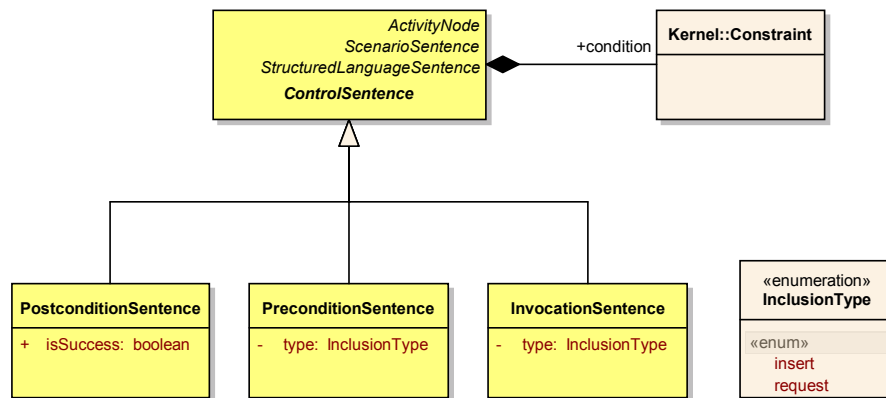 ActivityNode
ScenarioSentence
StructuredLanguageSentence
ControlSentence
+condition
Kernel::Constraint
PostconditionSentence
+ isSuccess: boolean
PreconditionSentence
- type: InclusionType
InvocationSentence
- type: InclusionType
«enumeration»
InclusionType
«enum»
insert
request